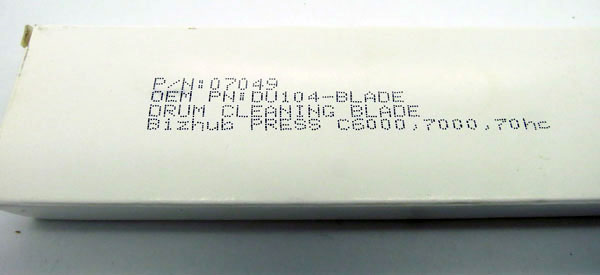 P/N:07049
OEM PN:DU104-BLADE
DRUM CLEANING BLADE
Bizhub PRESS C6000,7000,70hc